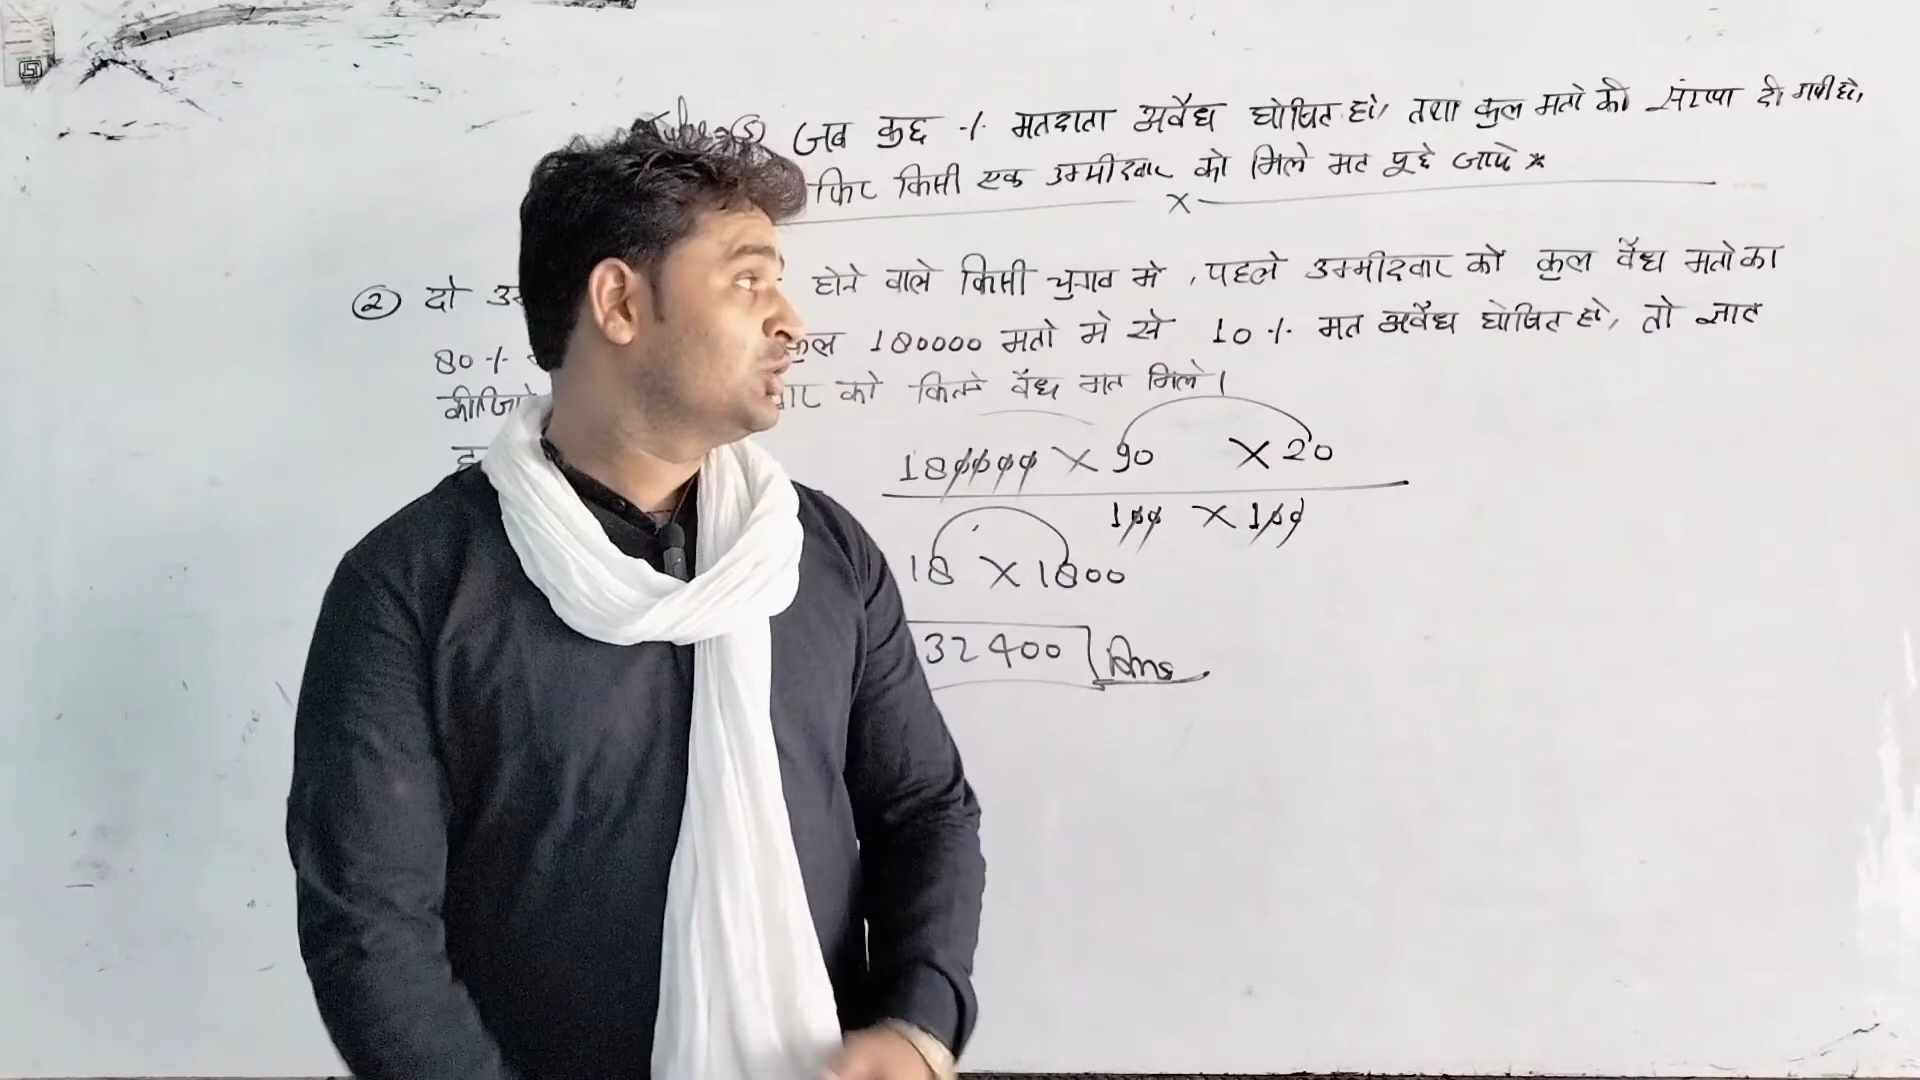 Type-⑤ जब कुछ % मतदाता अवैध घोषित हो, तथा कुल मतो की संख्या दी गयी हो,
फिर किसी एक उम्मीदवार को मिले मत पूछे जाये *
x
② दो होने वाले किसी चुनाव मे, पहले उम्मीदवार को कुल वैध मतो का
80% कुल 180000 मतो मे से 10% मत अवैध घोषित हो, तो ज्ञात
कीजिये को कितने वैध मत मिले।
180000 × 90 × 20
100 × 100
18 × 1800
32400 Ans